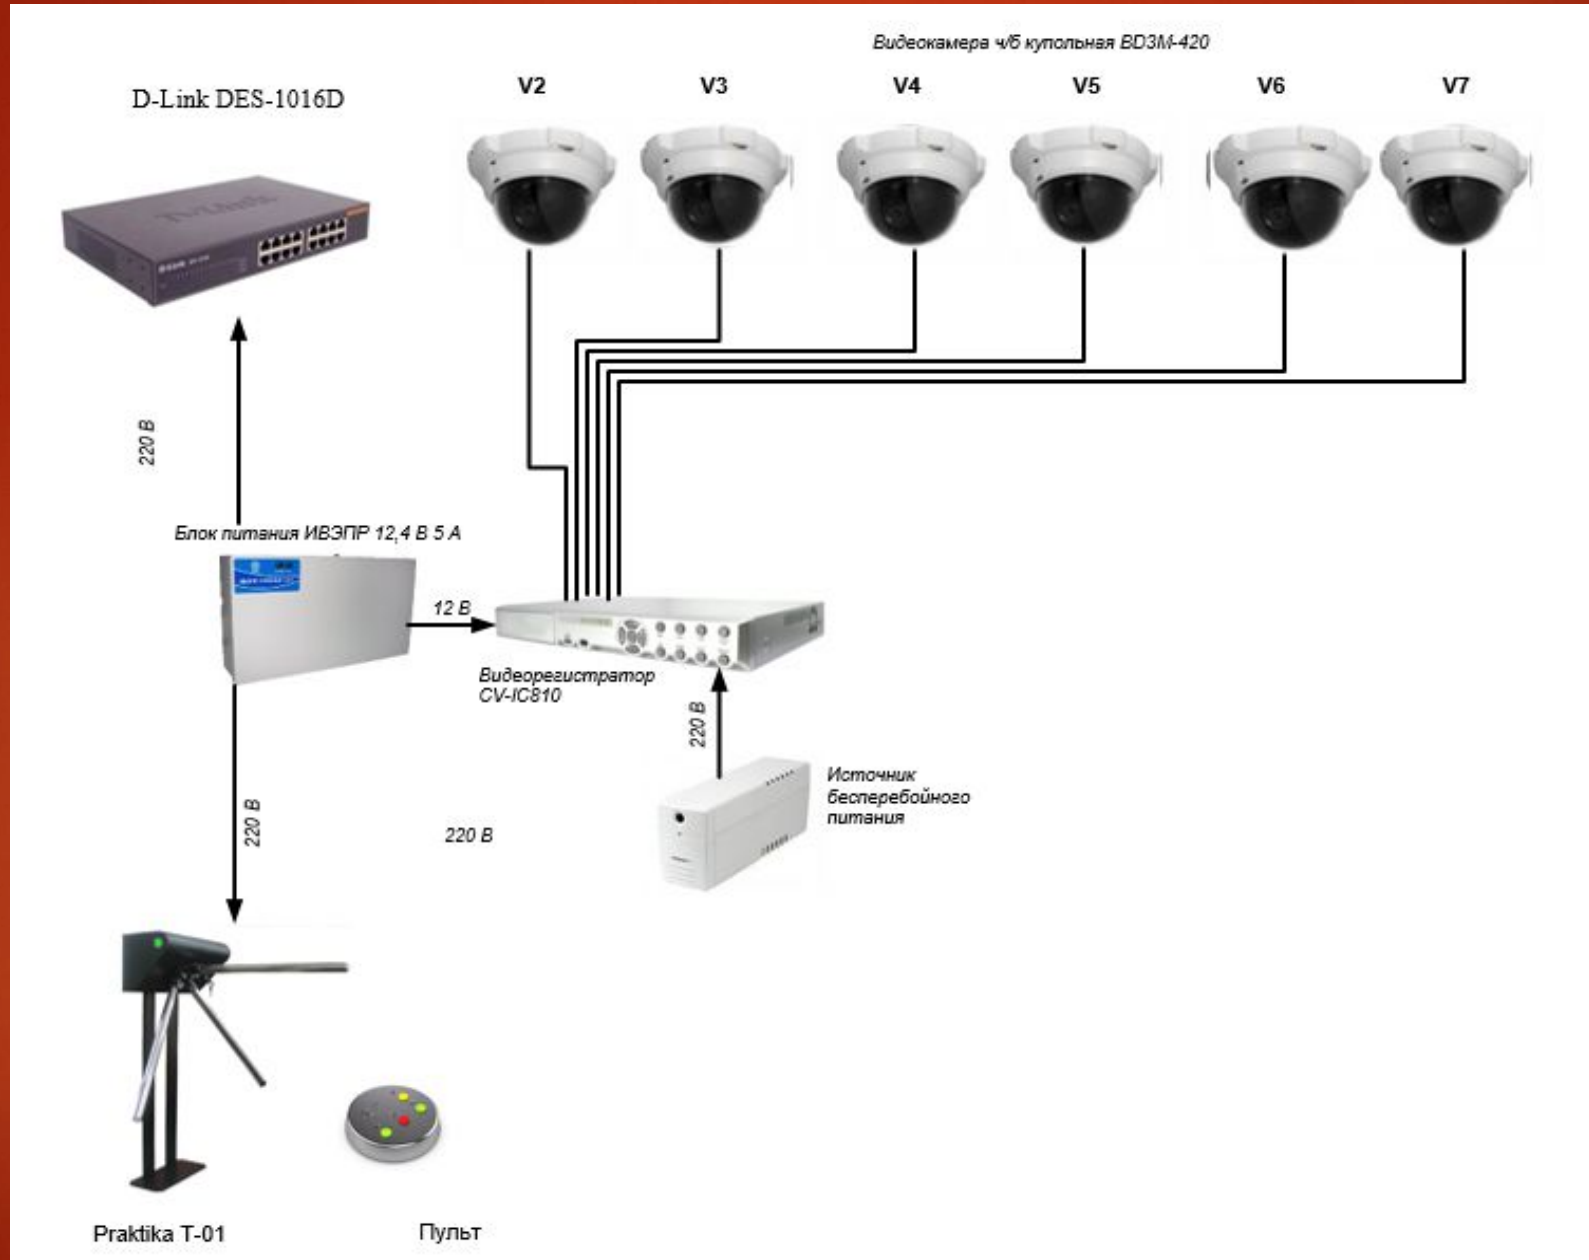 Видеокамера ч/б купольная BD3M-420
D-Link DES-1016D
V2
V3
V4
V5
V6
V7
D-Link
220 В
Блок питания ИВЭПР 12,4 В 5 А
12 В
Видеорегистратор
CV-IC810
220 В
Источник
бесперебойного
питания
220 В
220 В
Praktika T-01
Пульт